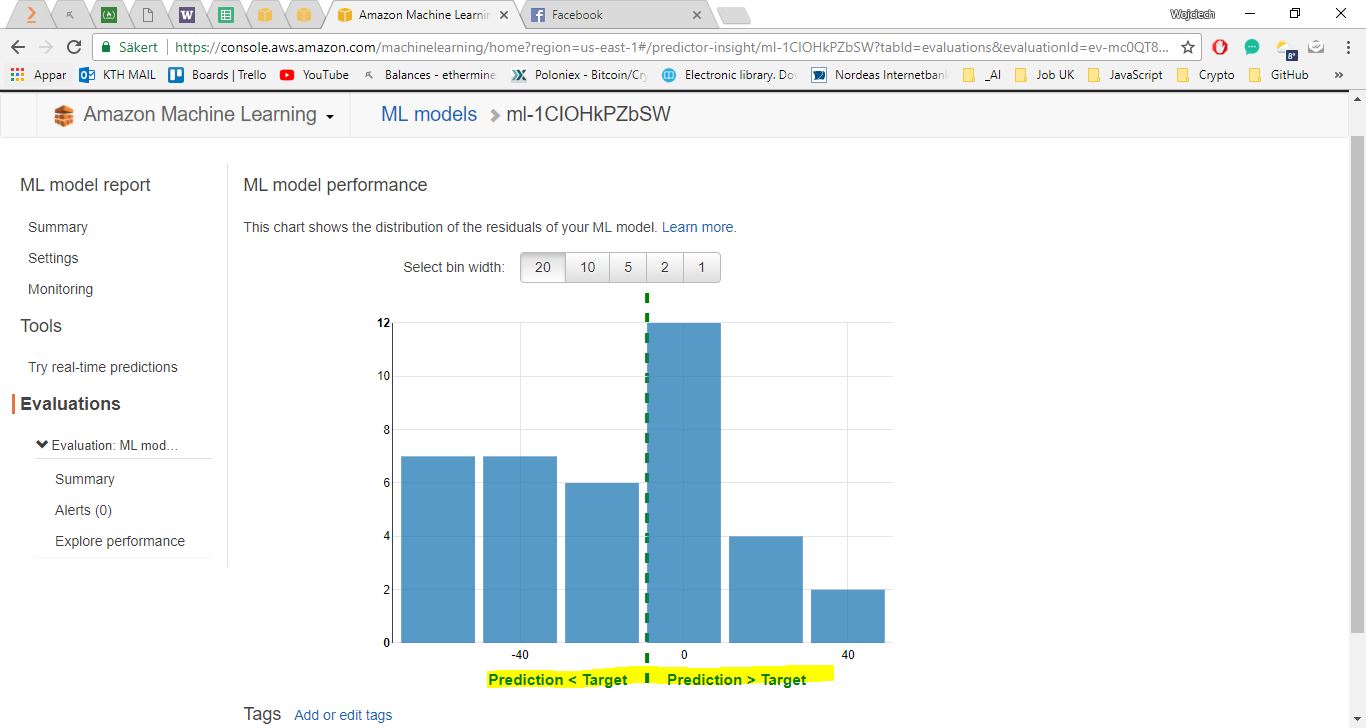 Amazon Machine Learnin
Facebook
Wojciech
Säkert
https://console.aws.amazon.com/machinelearning/home?region=us-east-1#/predictor-insight/ml-1CIOHkPZbSW?tabId=evaluations&evaluationId=ev-mc0QT8...
8°
Appar
KTH MAIL
Boards | Trello
YouTube
Balances - ethermine.
Poloniex - Bitcoin/Cry
Electronic library. Do
Nordeas Internetban
_AI
Job UK
JavaScript
Crypto
GitHub
»
Amazon Machine Learning
ML models
ml-1CIOHkPZbSW
ML model report
Summary
Settings
Monitoring
Tools
Try real-time predictions
Evaluations
Evaluation: ML mod…
Summary
Alerts (0)
Explore performance
ML model performance
This chart shows the distribution of the residuals of your ML model. Learn more.
Select bin width: 20 10 5 2 1
12
10
8
6
4
2
0
-40 0 40
Prediction < Target
Prediction > Target
Tags Add or edit tags